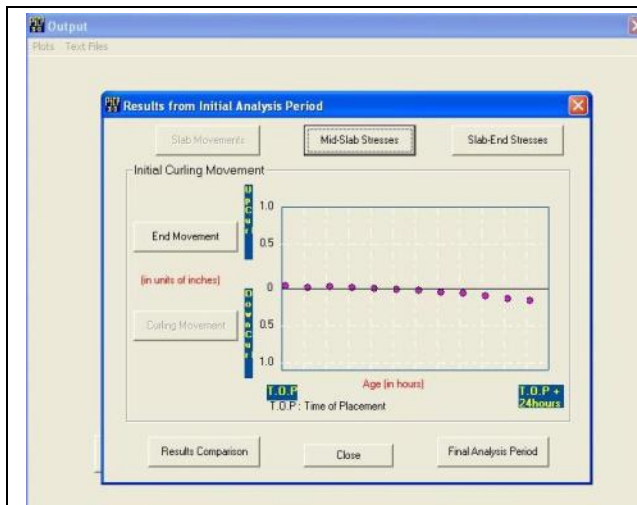 Output
Plots Text Files
Results from Initial Analysis Period
Slab Movements Mid-Slab Stresses Slab-End Stresses
Initial Curling Movement
UpCurl
1.0
End Movement
0.5
(in units of inches)
0
DownCurl
Curling Movement
0.5
1.0
T.O.P
Age (in hours)
T.O.P +
24hours
T.O.P : Time of Placement
Results Comparison Close Final Analysis Period